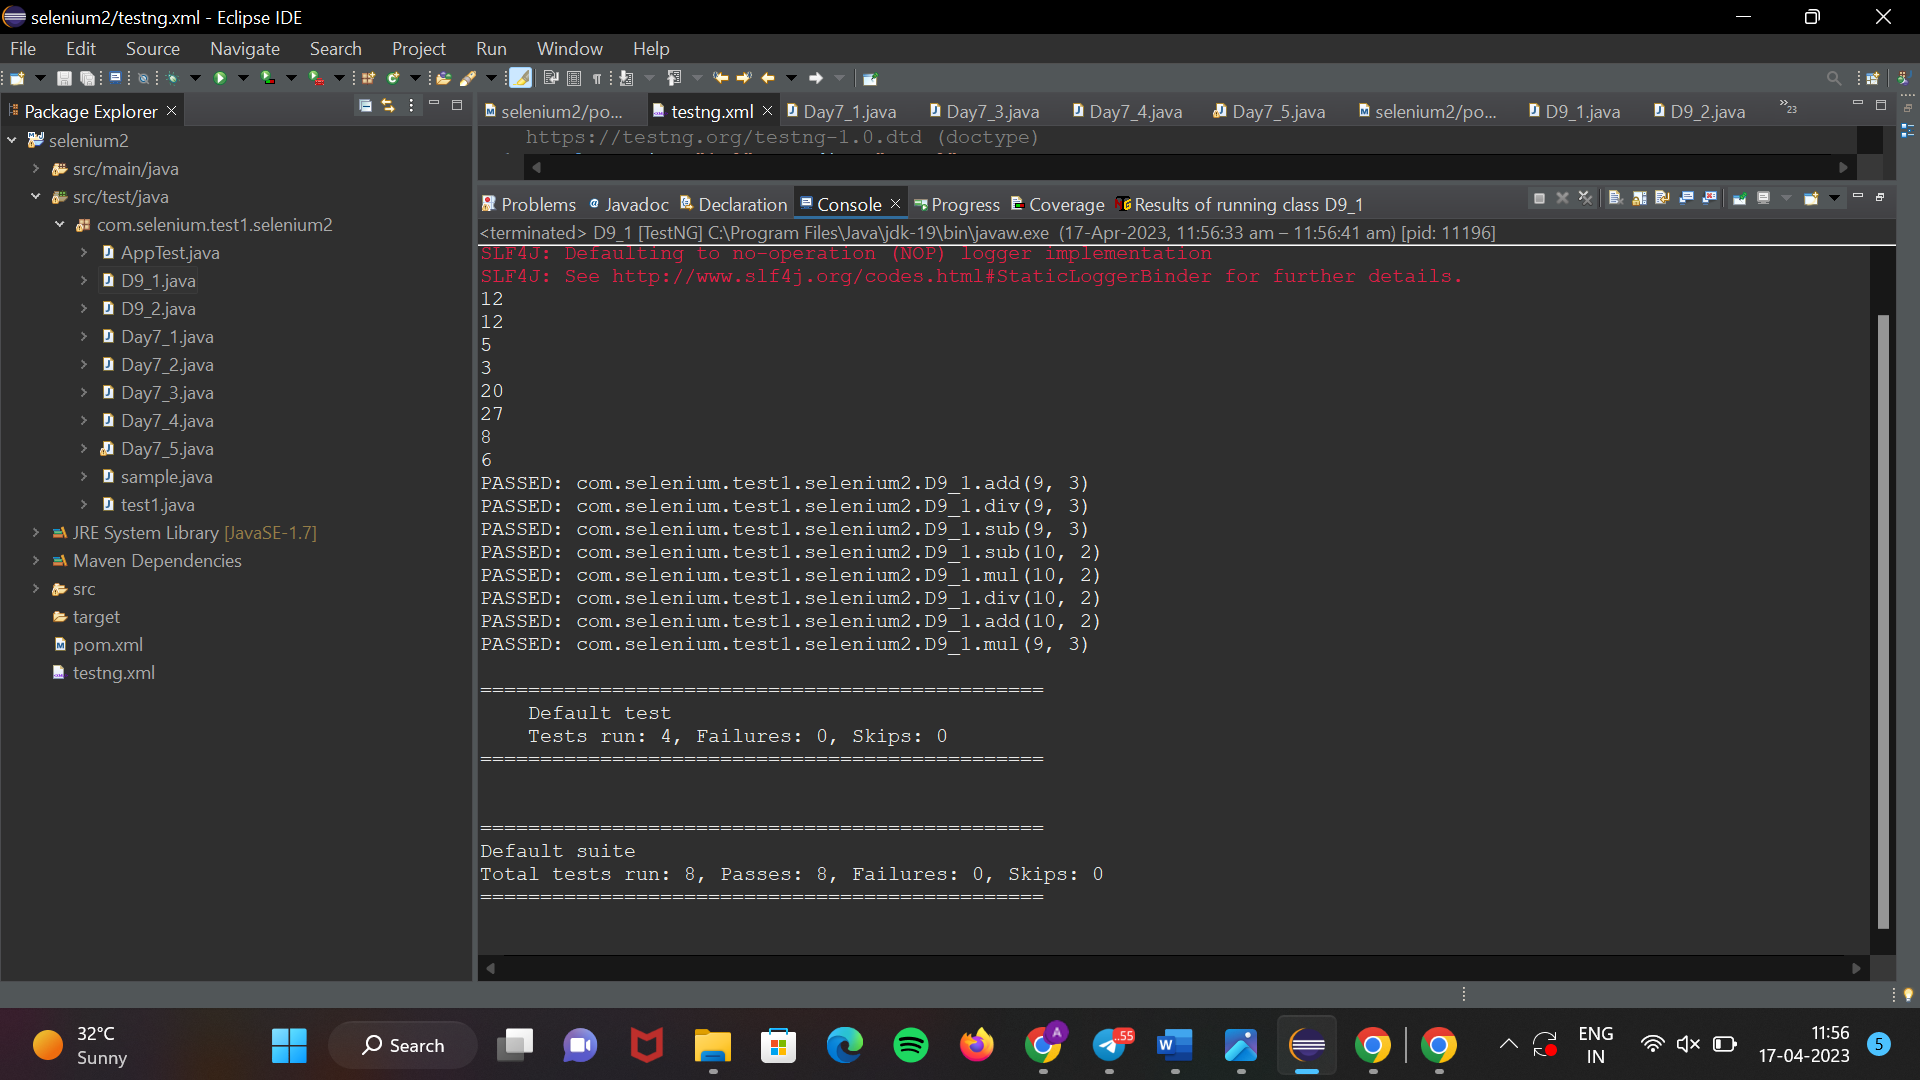 selenium2/testng.xml - Eclipse IDE
File Edit Source Navigate Search Project Run Window Help
Package Explorer
selenium2/po... testng.xml Day7_1.java Day7_3.java Day7_4.java Day7_5.java selenium2/po... D9_1.java D9_2.java »23
https://testng.org/testng-1.0.dtd (doctype)
selenium2
src/main/java
src/test/java
com.selenium.test1.selenium2
AppTest.java
D9_1.java
D9_2.java
Day7_1.java
Day7_2.java
Day7_3.java
Day7_4.java
Day7_5.java
sample.java
test1.java
JRE System Library [JavaSE-1.7]
Maven Dependencies
src
target
pom.xml
testng.xml
Problems Javadoc Declaration Console Progress Coverage Results of running class D9_1
<terminated> D9_1 [TestNG] C:\Program Files\Java\jdk-19\bin\javaw.exe (17-Apr-2023, 11:56:33 am – 11:56:41 am) [pid: 11196]
SLF4J: Defaulting to no-operation (NOP) logger implementation
SLF4J: See http://www.slf4j.org/codes.html#StaticLoggerBinder for further details.
12
12
5
3
20
27
8
6
PASSED: com.selenium.test1.selenium2.D9_1.add(9, 3)
PASSED: com.selenium.test1.selenium2.D9_1.div(9, 3)
PASSED: com.selenium.test1.selenium2.D9_1.sub(9, 3)
PASSED: com.selenium.test1.selenium2.D9_1.sub(10, 2)
PASSED: com.selenium.test1.selenium2.D9_1.mul(10, 2)
PASSED: com.selenium.test1.selenium2.D9_1.div(10, 2)
PASSED: com.selenium.test1.selenium2.D9_1.add(10, 2)
PASSED: com.selenium.test1.selenium2.D9_1.mul(9, 3)
===============================================
Default test
Tests run: 4, Failures: 0, Skips: 0
===============================================
===============================================
Default suite
Total tests run: 8, Passes: 8, Failures: 0, Skips: 0
===============================================
32°C
Sunny
Search
A
..55
W
ENG
IN
11:56
17-04-2023
5